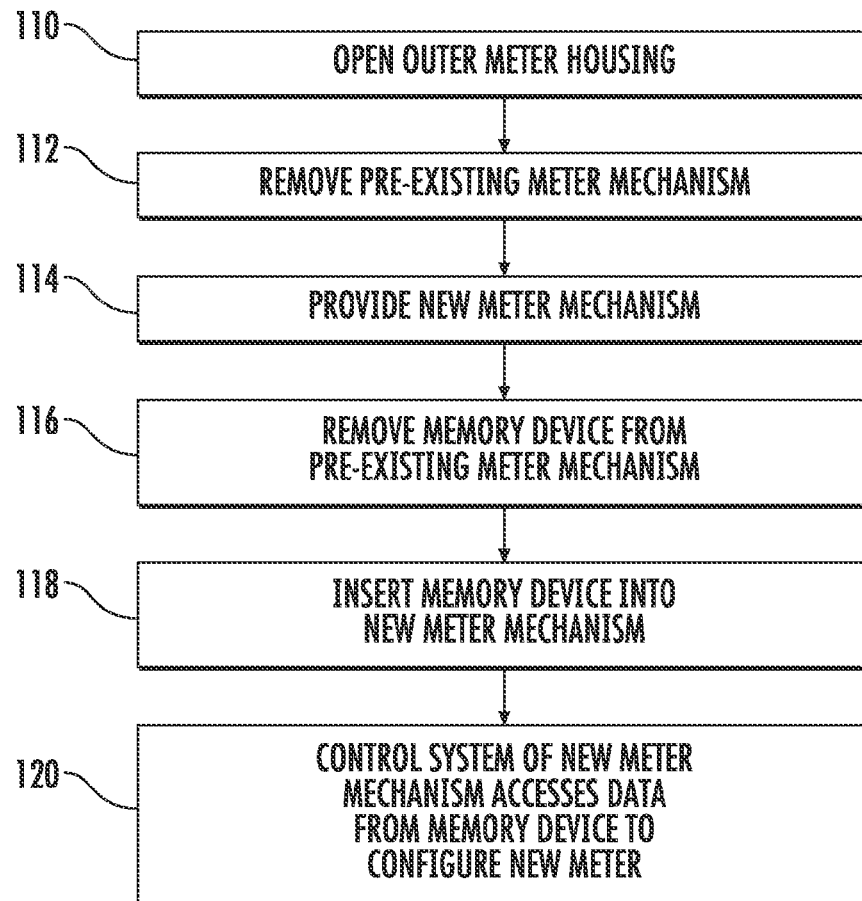 110
OPEN OUTER METER HOUSING
112
REMOVE PRE-EXISTING METER MECHANISM
114
PROVIDE NEW METER MECHANISM
116
REMOVE MEMORY DEVICE FROM
PRE-EXISTING METER MECHANISM
118
INSERT MEMORY DEVICE INTO
NEW METER MECHANISM
120
CONTROL SYSTEM OF NEW METER
MECHANISM ACCESSES DATA
FROM MEMORY DEVICE TO
CONFIGURE NEW METER